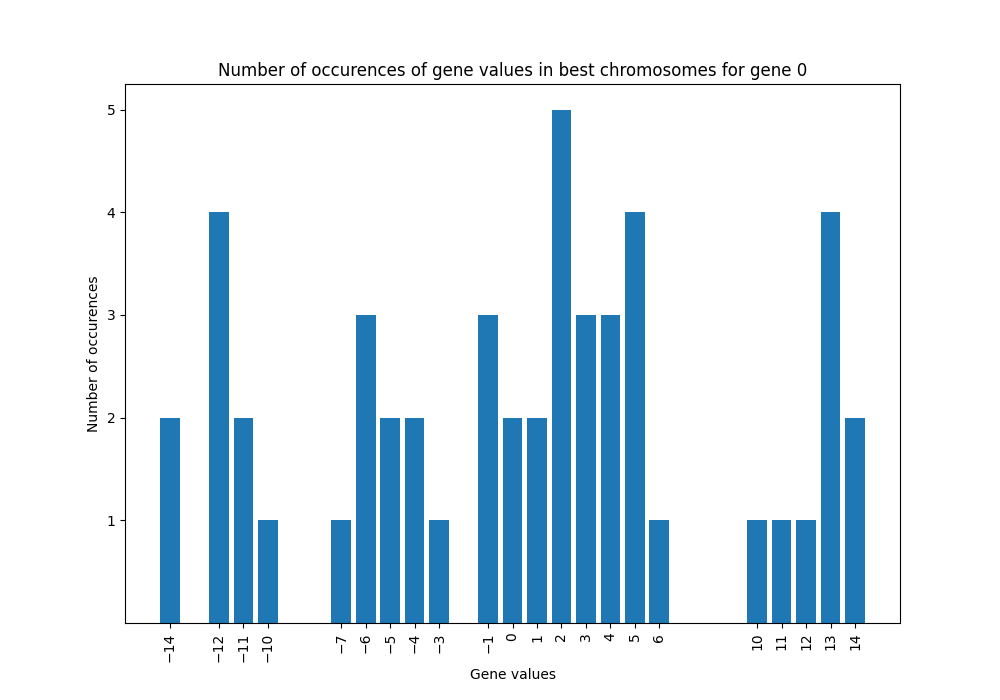 Number of occurences of gene values in best chromosomes for gene 0
Number of occurences
5
4
3
2
1
−14 −12 −11 −10 −7 −6 −5 −4 −3 −1 0 1 2 3 4 5 6 10 11 12 13 14
Gene values